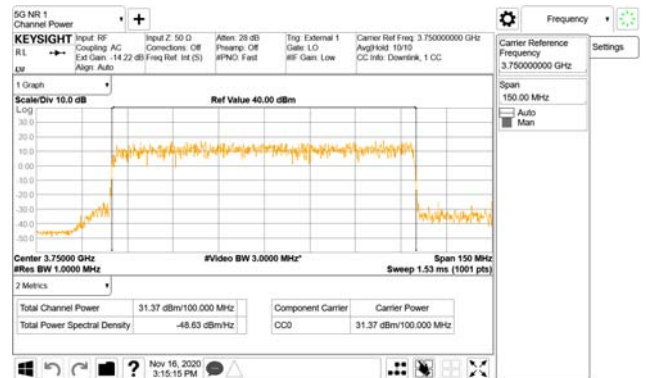 5G NR 1
Channel Power
+
Frequency
KEYSIGHT
RL
Input: RF
Coupling: AC
Ext Gain: -14.22 dB
Align: Auto
Input Z: 50 Ω
Corrections: Off
Freq Ref: Int (S)
Atten: 28 dB
Preamp: Off
#PNO: Fast
Trig: External 1
Gate: LO
#IF Gain: Low
Carrier Ref Freq: 3.750000000 GHz
Avg|Hold: 10/10
CC Info: Downlink, 1 CC
Carrier Reference
Frequency
3.750000000 GHz
Settings
Span
150.00 MHz
Auto
Man
1 Graph
Scale/Div 10.0 dB
Ref Value 40.00 dBm
Log
30.0
20.0
10.0
0.00
-10.0
-20.0
-30.0
-40.0
-50.0
Center 3.75000 GHz
#Video BW 3.0000 MHz*
Span 150 MHz
#Res BW 1.0000 MHz
Sweep 1.53 ms (1001 pts)
2 Metrics
Total Channel Power 31.37 dBm/100.000 MHz
Total Power Spectral Density -48.63 dBm/Hz
Component Carrier Carrier Power
CC0 31.37 dBm/100.000 MHz
?
Nov 16, 2020
3:15:15 PM